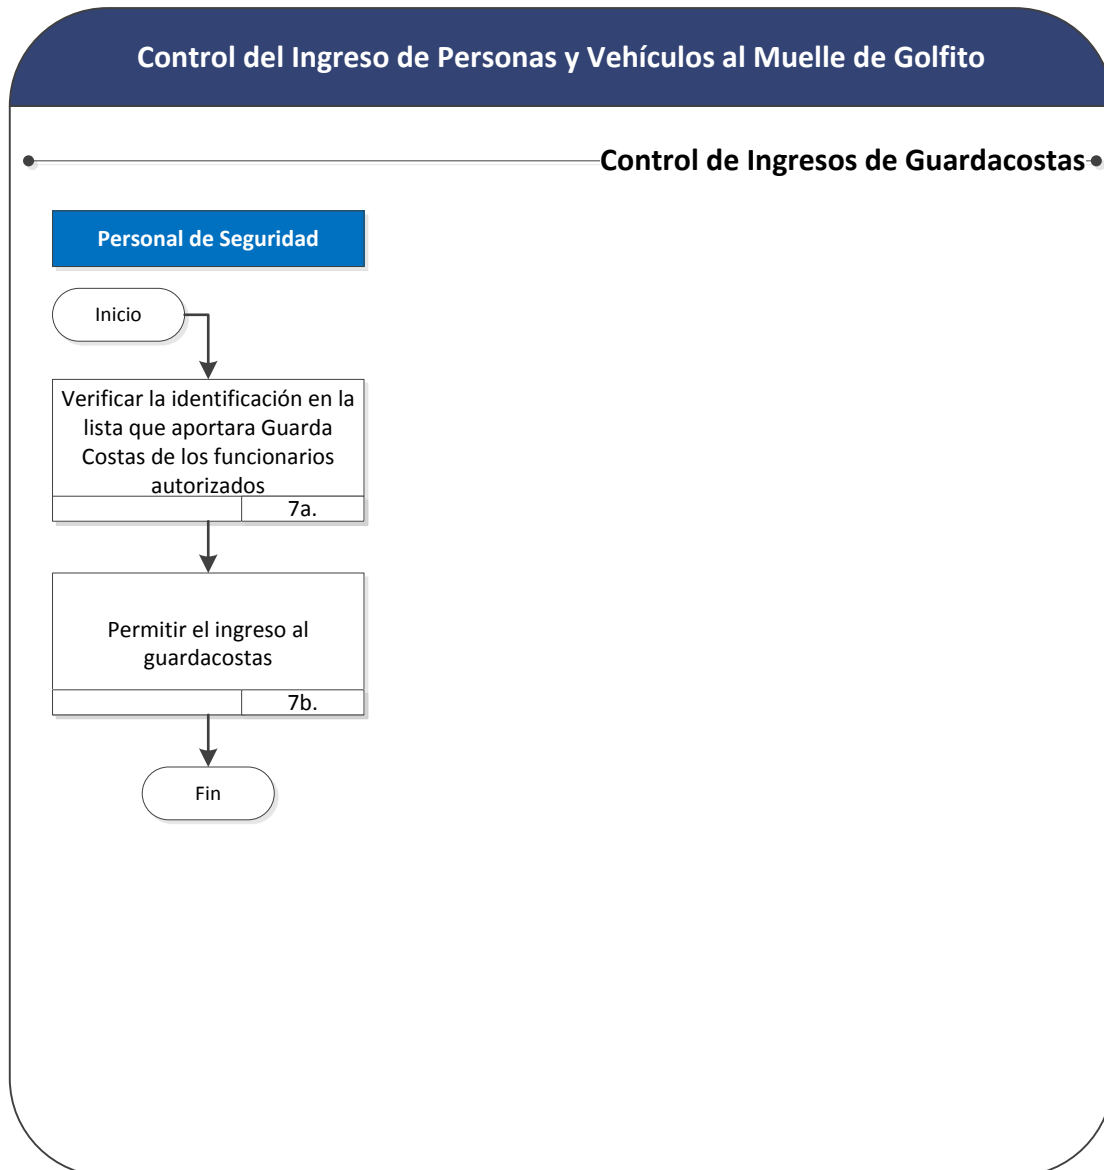 Control del Ingreso de Personas y Vehículos al Muelle de Golfito
Control de Ingresos de Guardacostas
Personal de Seguridad
Inicio
Verificar la identificación en la
lista que aportara Guarda
Costas de los funcionarios
autorizados
7a.
Permitir el ingreso al
guardacostas
7b.
Fin